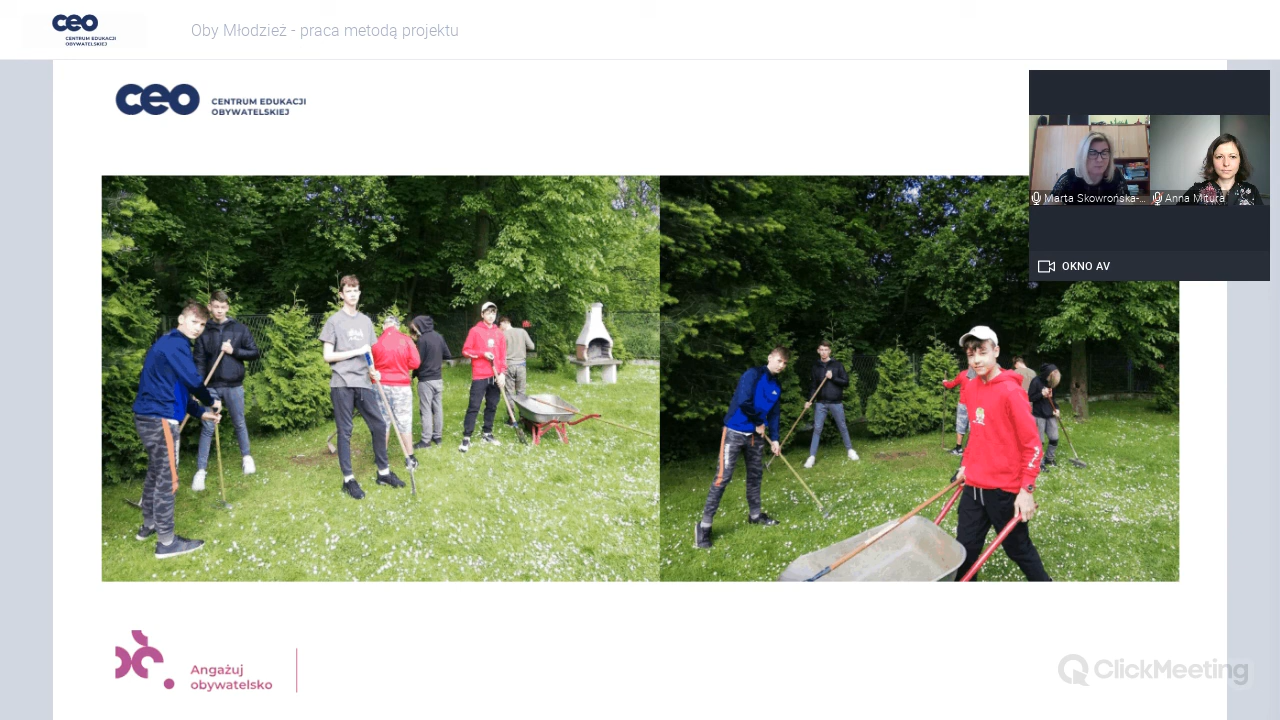 ceo
CENTRUM EDUKACJI
OBYWATELSKIEJ
Oby Młodzież - praca metodą projektu
ceo
CENTRUM EDUKACJI
OBYWATELSKIEJ
Marta Skowrońska-...
Anna Mitura
OKNO AV
Angażuj
obywatelsko
ClickMeeting